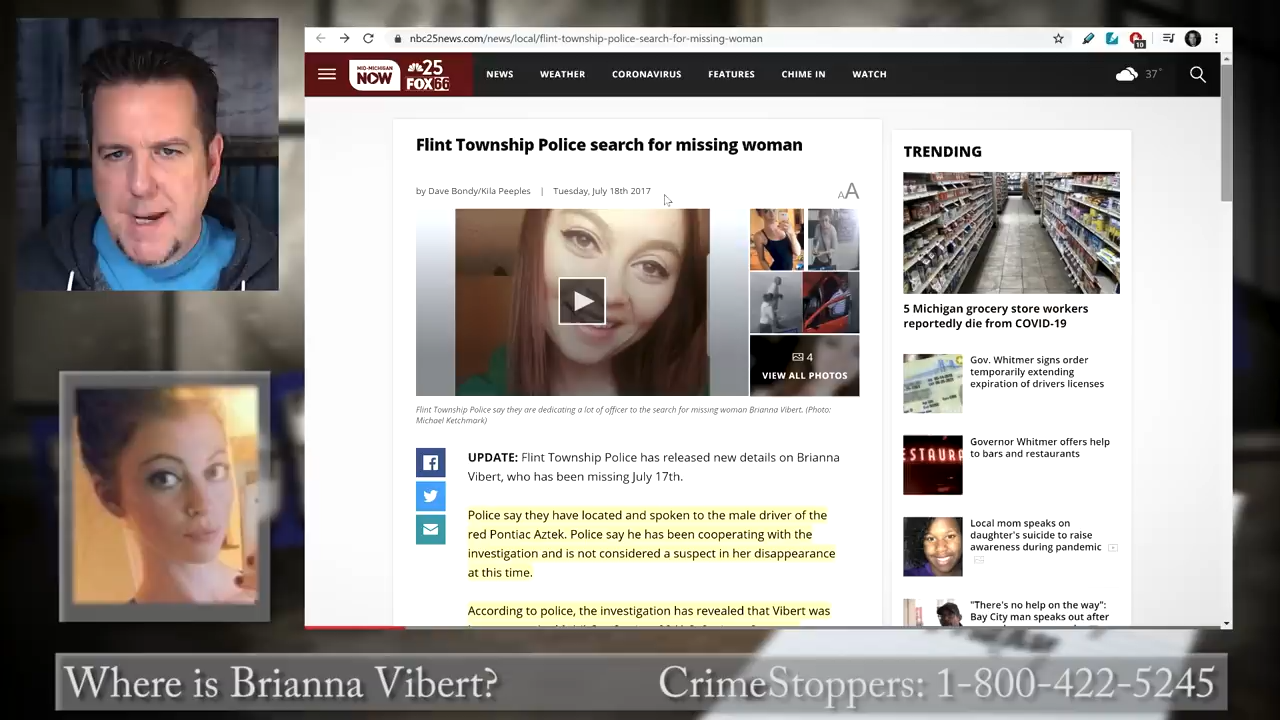 nbc25news.com/news/local/flint-township-police-search-for-missing-woman
10
MID-MICHIGAN
NOW
NBC 25
FOX 66
NEWS WEATHER CORONAVIRUS FEATURES CHIME IN WATCH
37°
Flint Township Police search for missing woman
by Dave Bondy/Kila Peeples | Tuesday, July 18th 2017
AA
4
VIEW ALL PHOTOS
Flint Township Police say they are dedicating a lot of officer to the search for missing woman Brianna Vibert. (Photo:
Michael Ketchmark)
UPDATE: Flint Township Police has released new details on Brianna
Vibert, who has been missing July 17th.
Police say they have located and spoken to the male driver of the
red Pontiac Aztek. Police say he has been cooperating with the
investigation and is not considered a suspect in her disappearance
at this time.
According to police, the investigation has revealed that Vibert was
TRENDING
5 Michigan grocery store workers
reportedly die from COVID-19
Gov. Whitmer signs order
temporarily extending
expiration of drivers licenses
STAURA
Governor Whitmer offers help
to bars and restaurants
Local mom speaks on
daughter's suicide to raise
awareness during pandemic
"There's no help on the way":
Bay City man speaks out after
Where is Brianna Vibert?
CrimeStoppers: 1-800-422-5245